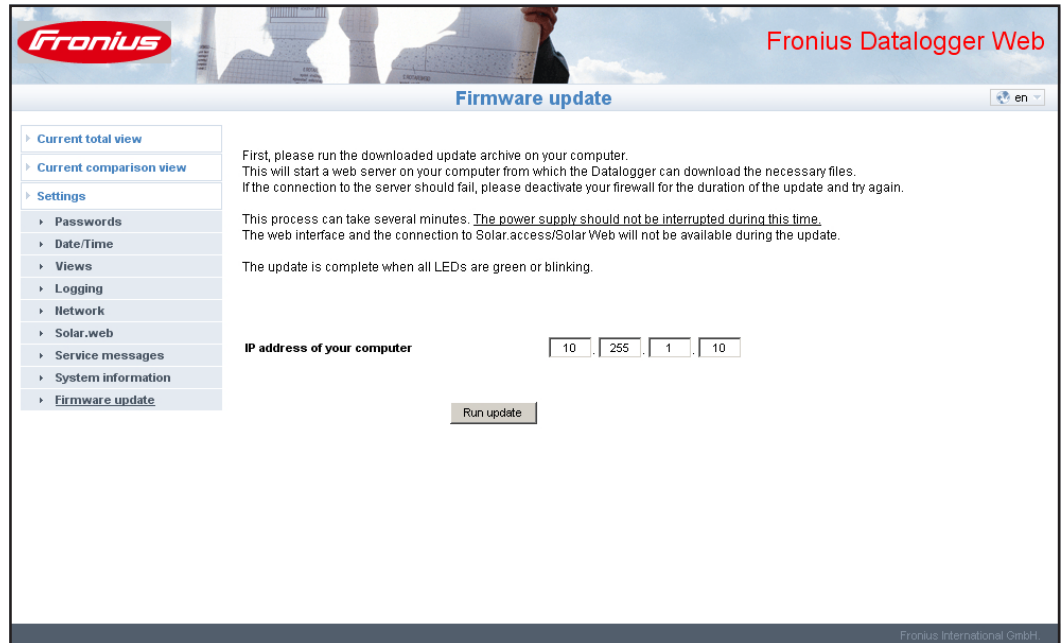 Fronius
Fronius Datalogger Web
Firmware update
en
Current total view
Current comparison view
Settings
Passwords
Date/Time
Views
Logging
Network
Solar.web
Service messages
System information
Firmware update
First, please run the downloaded update archive on your computer.
This will start a web server on your computer from which the Datalogger can download the necessary files.
If the connection to the server should fail, please deactivate your firewall for the duration of the update and try again.
This process can take several minutes. The power supply should not be interrupted during this time.
The web interface and the connection to Solar.access/Solar Web will not be available during the update.
The update is complete when all LEDs are green or blinking.
IP address of your computer 10 . 255 . 1 . 10
Run update
Fronius International GmbH.